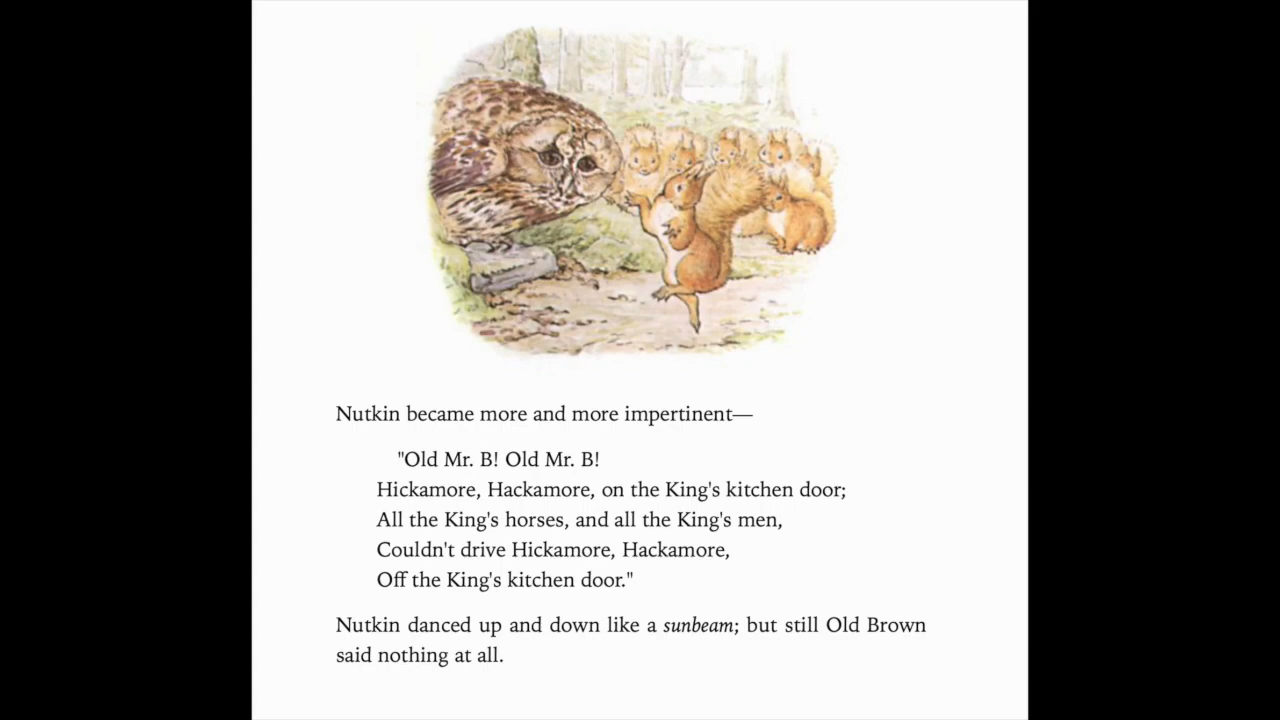 Nutkin became more and more impertinent—
"Old Mr. B! Old Mr. B!
Hickamore, Hackamore, on the King's kitchen door;
All the King's horses, and all the King's men,
Couldn't drive Hickamore, Hackamore,
Off the King's kitchen door."
Nutkin danced up and down like a sunbeam; but still Old Brown
said nothing at all.